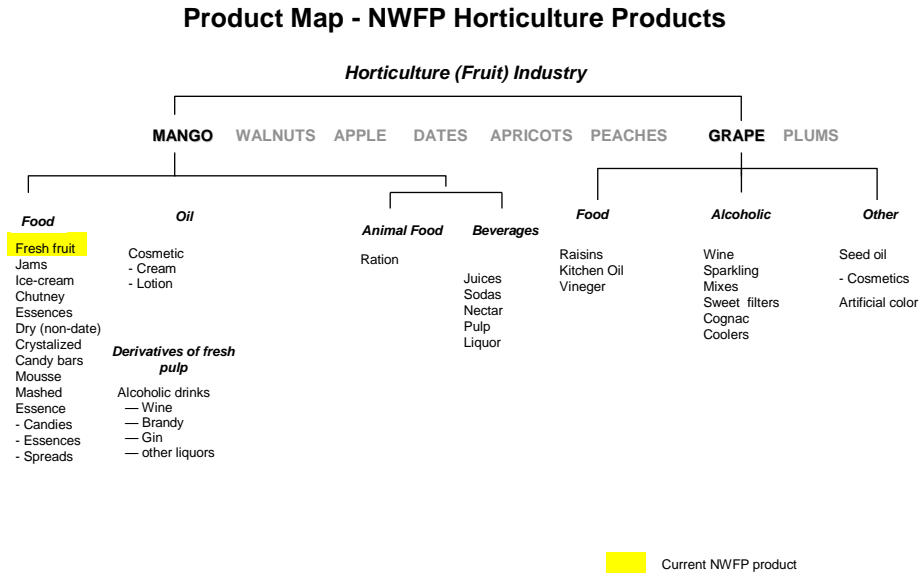 Product Map - NWFP Horticulture Products
Horticulture (Fruit) Industry
MANGO WALNUTS APPLE DATES APRICOTS PEACHES GRAPE PLUMS
Food
Fresh fruit
Jams
Ice-cream
Chutney
Essences
Dry (non-date)
Crystalized
Candy bars
Mousse
Mashed
Essence
- Candies
- Essences
- Spreads
Oil
Cosmetic
- Cream
- Lotion
Derivatives of fresh
pulp
Alcoholic drinks
— Wine
— Brandy
— Gin
— other liquors
Animal Food
Ration
Beverages
Juices
Sodas
Nectar
Pulp
Liquor
Food
Raisins
Kitchen Oil
Vineger
Alcoholic
Wine
Sparkling
Mixes
Sweet filters
Cognac
Coolers
Other
Seed oil
- Cosmetics
Artificial color
Current NWFP product